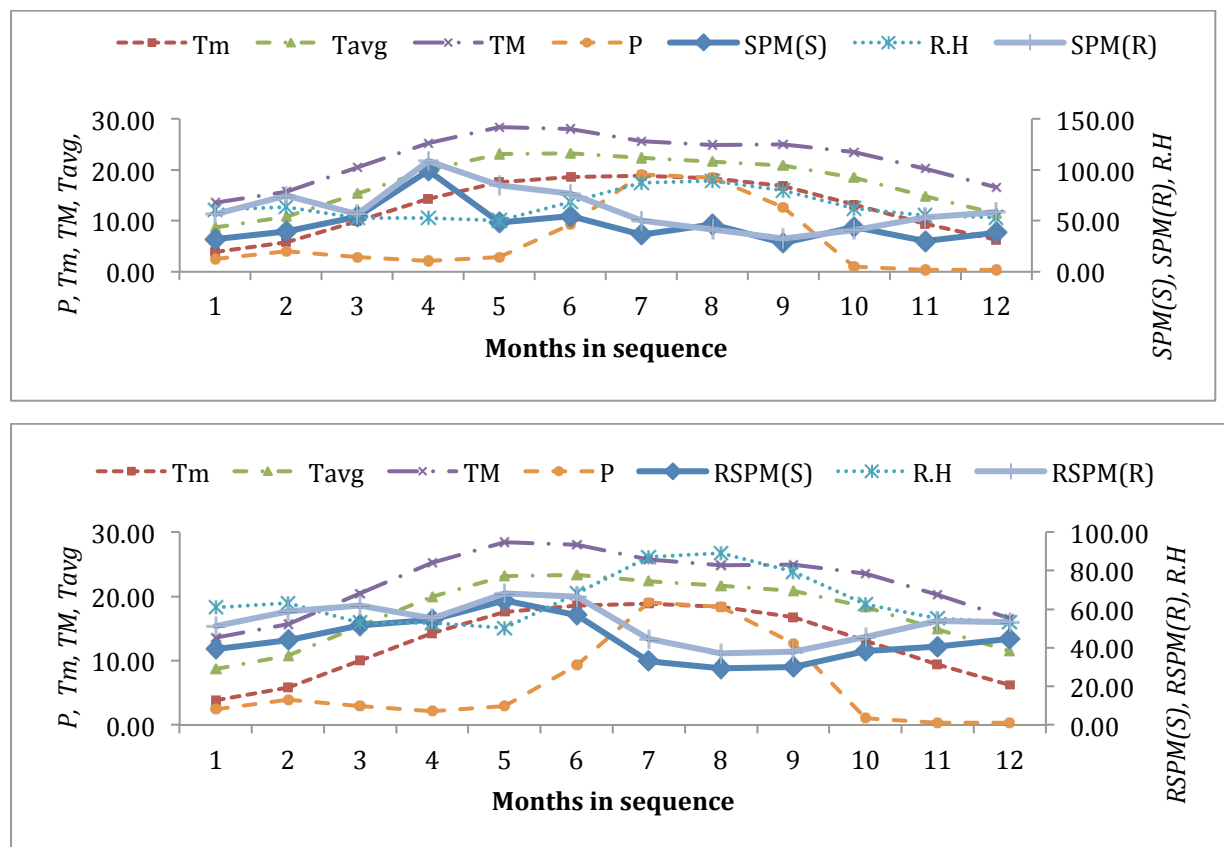 Tm Tavg TM P SPM(S) R.H SPM(R)
30.00 150.00
20.00 100.00
10.00 50.00
0.00 0.00
1 2 3 4 5 6 7 8 9 10 11 12
Months in sequence
P, Tm, TM, Tavg,
SPM(S), SPM(R), R.H
Tm Tavg TM P RSPM(S) R.H RSPM(R)
30.00 100.00
80.00
20.00 60.00
10.00 40.00
20.00
0.00 0.00
1 2 3 4 5 6 7 8 9 10 11 12
Months in sequence
P, Tm, TM, Tavg
RSPM(S), RSPM(R), R.H